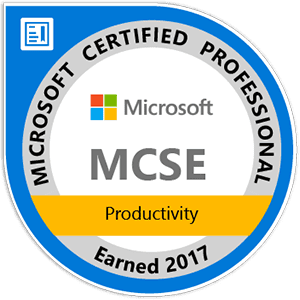 MICROSOFT CERTIFIED PROFESSIONAL
Microsoft
MCSE
Productivity
Earned 2017